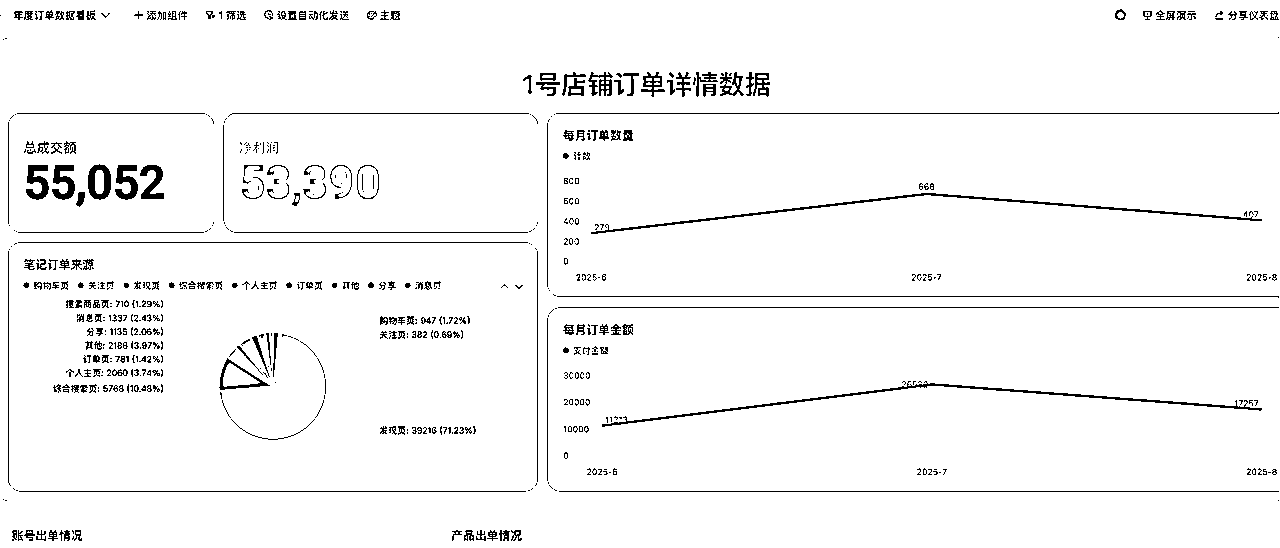 年度订单数据看板
添加组件
1 筛选
设置自动化发送
主题
全屏演示
分享仪表盘
1号店铺订单详情数据
总成交额
55,052
净利润
53,390
每月订单数量
计数
800
600
400
200
0
279
668
407
2025-6
2025-7
2025-8
笔记订单来源
购物车页 关注页 发现页 综合搜索页 个人主页 订单页 其他 分享 消息页
搜索商品页: 710 (1.29%)
消息页: 1337 (2.43%)
分享: 1135 (2.06%)
其他: 2186 (3.97%)
订单页: 781 (1.42%)
个人主页: 2060 (3.74%)
综合搜索页: 5768 (10.48%)
购物车页: 947 (1.72%)
关注页: 382 (0.69%)
发现页: 39216 (71.23%)
每月订单金额
支付金额
30000
20000
10000
0
17257
2025-6
2025-7
2025-8
账号出单情况
产品出单情况